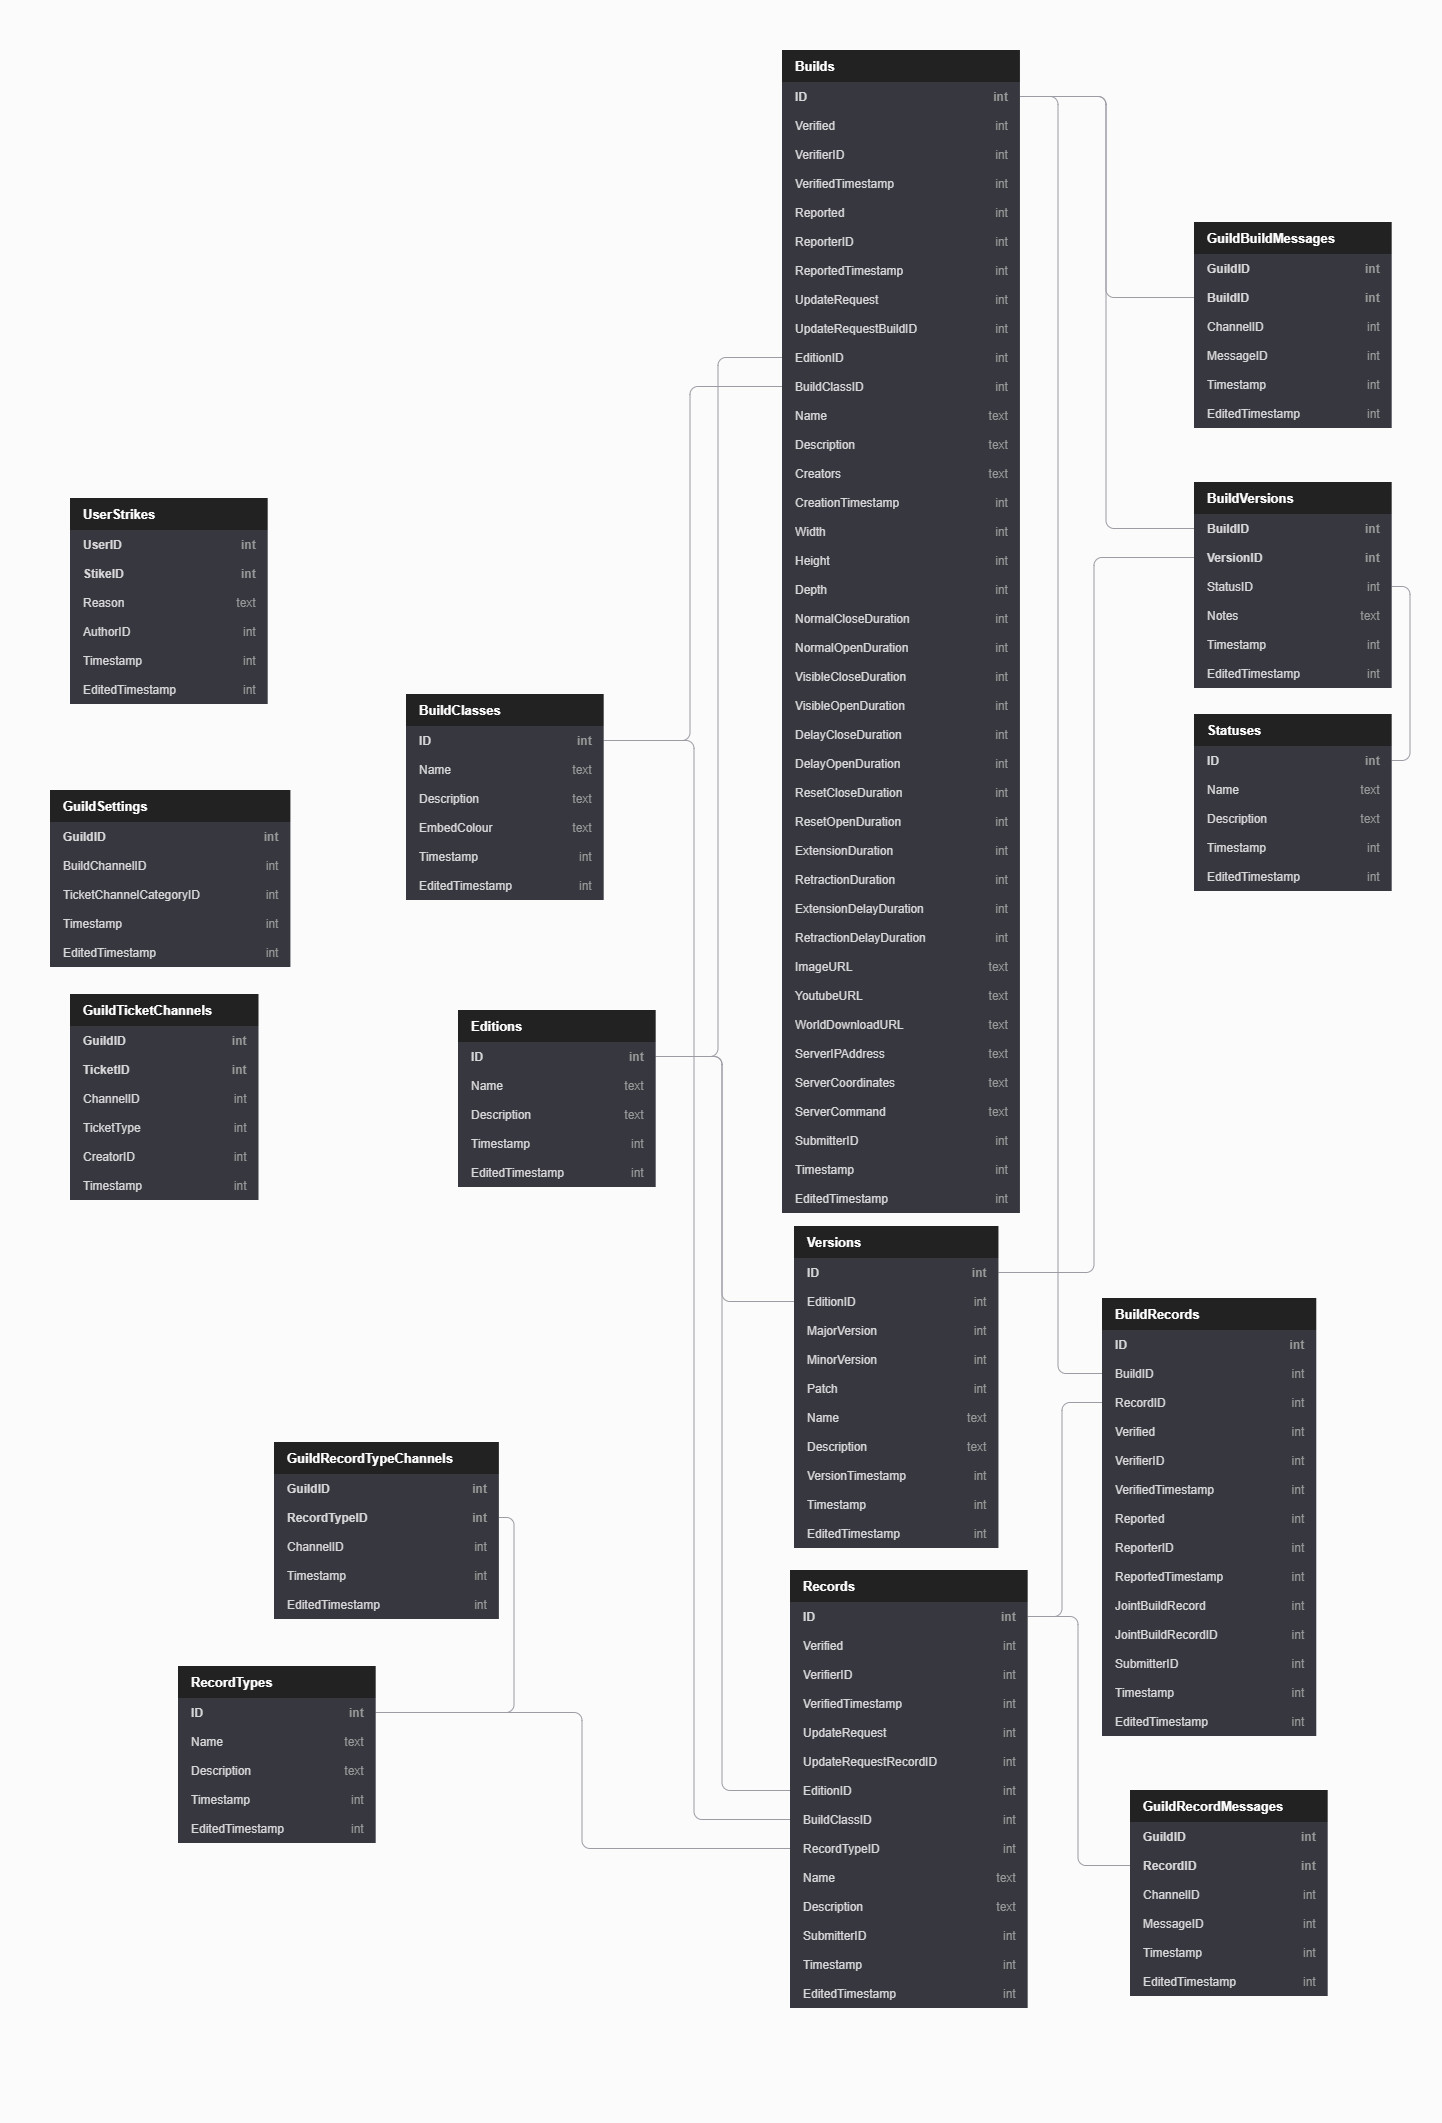 Builds
ID int
Verified int
VerifierID int
VerifiedTimestamp int
Reported int
ReporterID int
ReportedTimestamp int
UpdateRequest int
UpdateRequestBuildID int
EditionID int
BuildClassID int
Name text
Description text
Creators text
CreationTimestamp int
Width int
Height int
Depth int
NormalCloseDuration int
NormalOpenDuration int
VisibleCloseDuration int
VisibleOpenDuration int
DelayCloseDuration int
DelayOpenDuration int
ResetCloseDuration int
ResetOpenDuration int
ExtensionDuration int
RetractionDuration int
ExtensionDelayDuration int
RetractionDelayDuration int
ImageURL text
YoutubeURL text
WorldDownloadURL text
ServerIPAddress text
ServerCoordinates text
ServerCommand text
SubmitterID int
Timestamp int
EditedTimestamp int
GuildBuildMessages
GuildID int
BuildID int
ChannelID int
MessageID int
Timestamp int
EditedTimestamp int
BuildVersions
BuildID int
VersionID int
StatusID int
Notes text
Timestamp int
EditedTimestamp int
Statuses
ID int
Name text
Description text
Timestamp int
EditedTimestamp int
UserStrikes
UserID int
StikeID int
Reason text
AuthorID int
Timestamp int
EditedTimestamp int
BuildClasses
ID int
Name text
Description text
EmbedColour text
Timestamp int
EditedTimestamp int
GuildSettings
GuildID int
BuildChannelID int
TicketChannelCategoryID int
Timestamp int
EditedTimestamp int
GuildTicketChannels
GuildID int
TicketID int
ChannelID int
TicketType int
CreatorID int
Timestamp int
Editions
ID int
Name text
Description text
Timestamp int
EditedTimestamp int
Versions
ID int
EditionID int
MajorVersion int
MinorVersion int
Patch int
Name text
Description text
VersionTimestamp int
Timestamp int
EditedTimestamp int
BuildRecords
ID int
BuildID int
RecordID int
Verified int
VerifierID int
VerifiedTimestamp int
Reported int
ReporterID int
ReportedTimestamp int
JointBuildRecord int
JointBuildRecordID int
SubmitterID int
Timestamp int
EditedTimestamp int
GuildRecordTypeChannels
GuildID int
RecordTypeID int
ChannelID int
Timestamp int
EditedTimestamp int
RecordTypes
ID int
Name text
Description text
Timestamp int
EditedTimestamp int
Records
ID int
Verified int
VerifierID int
VerifiedTimestamp int
UpdateRequest int
UpdateRequestRecordID int
EditionID int
BuildClassID int
RecordTypeID int
Name text
Description text
SubmitterID int
Timestamp int
EditedTimestamp int
GuildRecordMessages
GuildID int
RecordID int
ChannelID int
MessageID int
Timestamp int
EditedTimestamp int